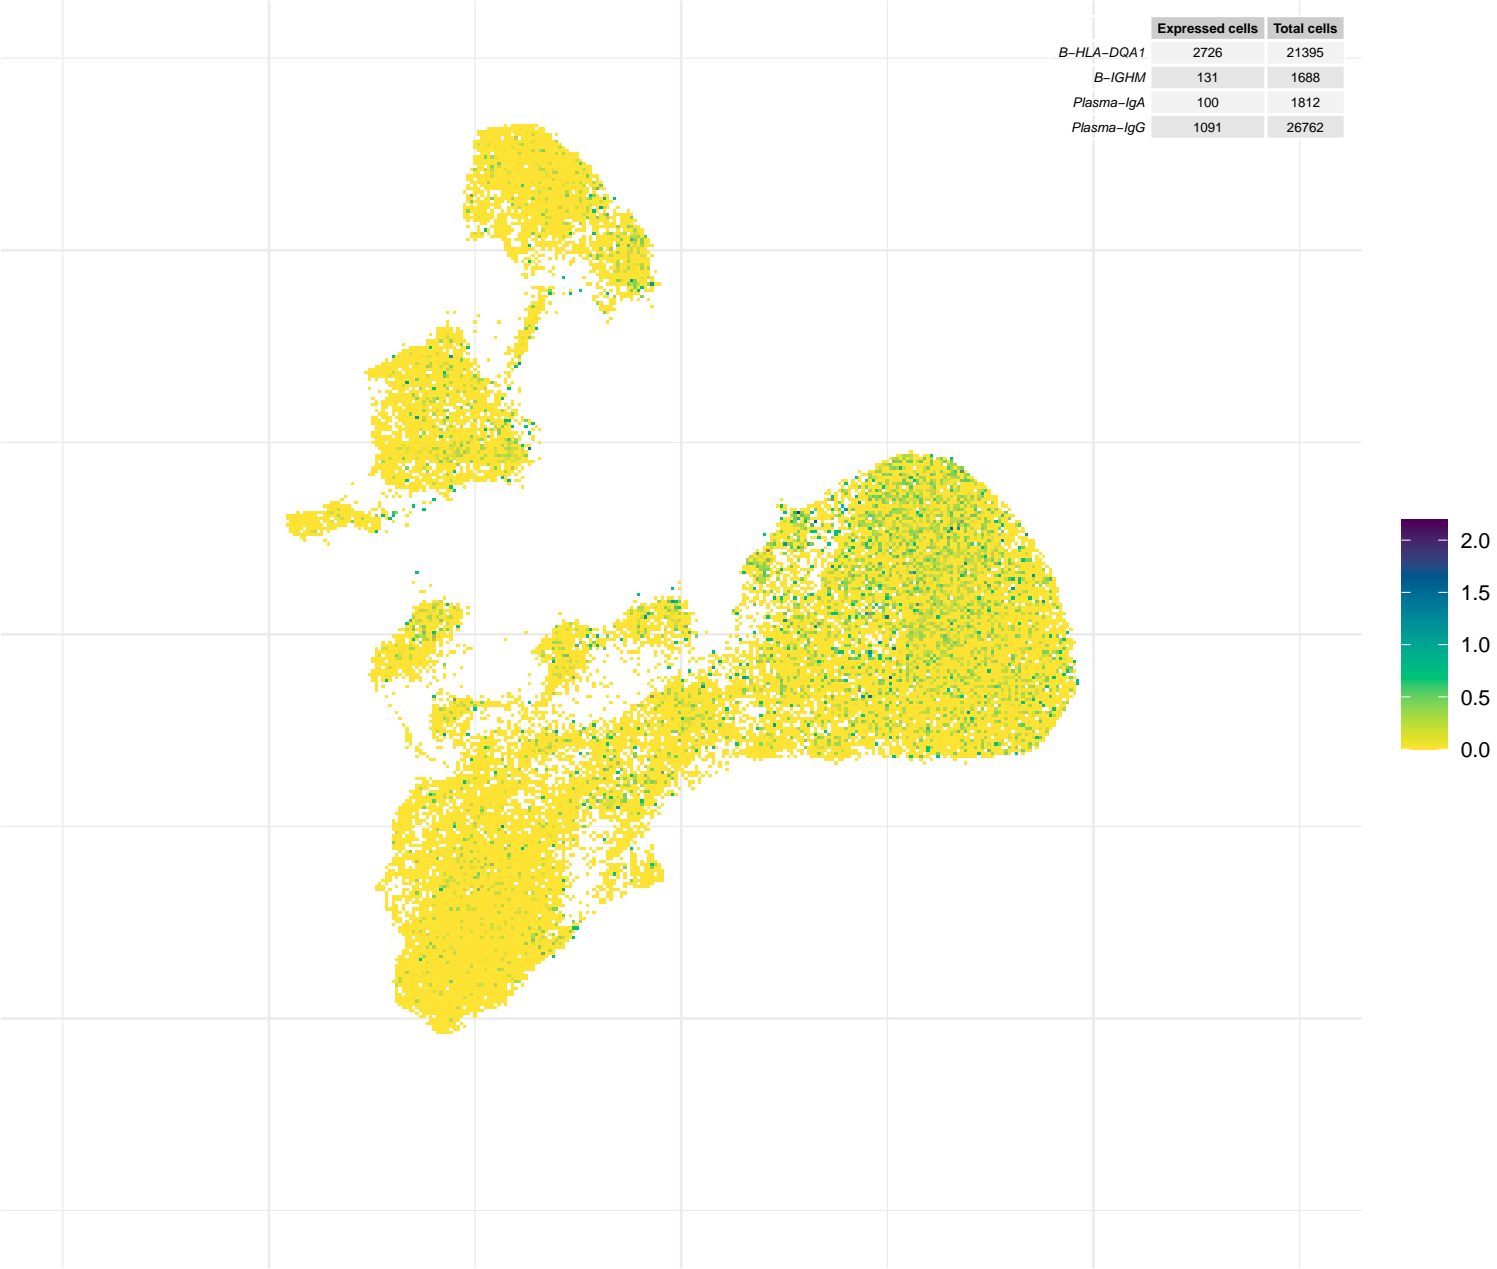 Expressed cells Total cells
B−HLA−DQA1 2726 21395
B−IGHM 131 1688
Plasma−IgA 100 1812
Plasma−IgG 1091 26762
2.0
1.5
1.0
0.5
0.0